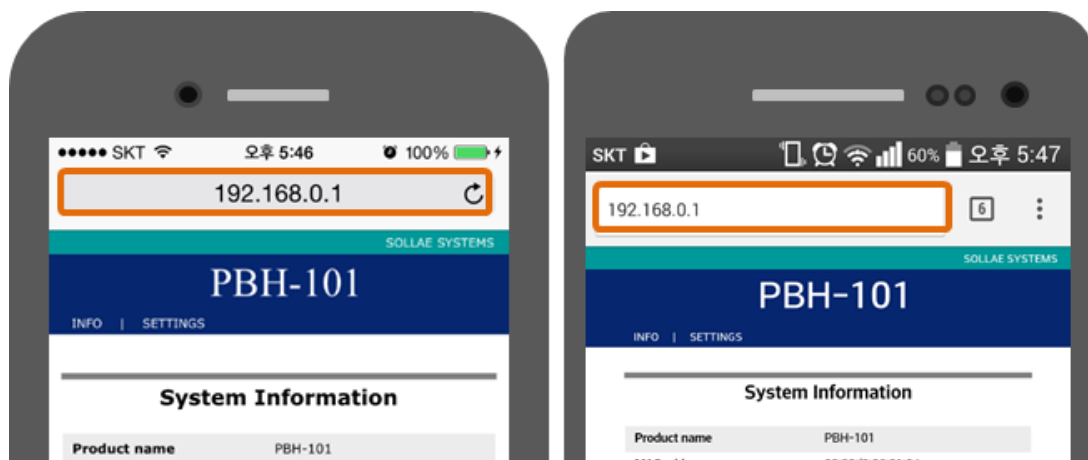 SKT 오후 5:46 100%
192.168.0.1
SOLLAE SYSTEMS
PBH-101
INFO | SETTINGS
System Information
Product name PBH-101
SKT 60% 오후 5:47
192.168.0.1 6
SOLLAE SYSTEMS
PBH-101
INFO | SETTINGS
System Information
Product name PBH-101